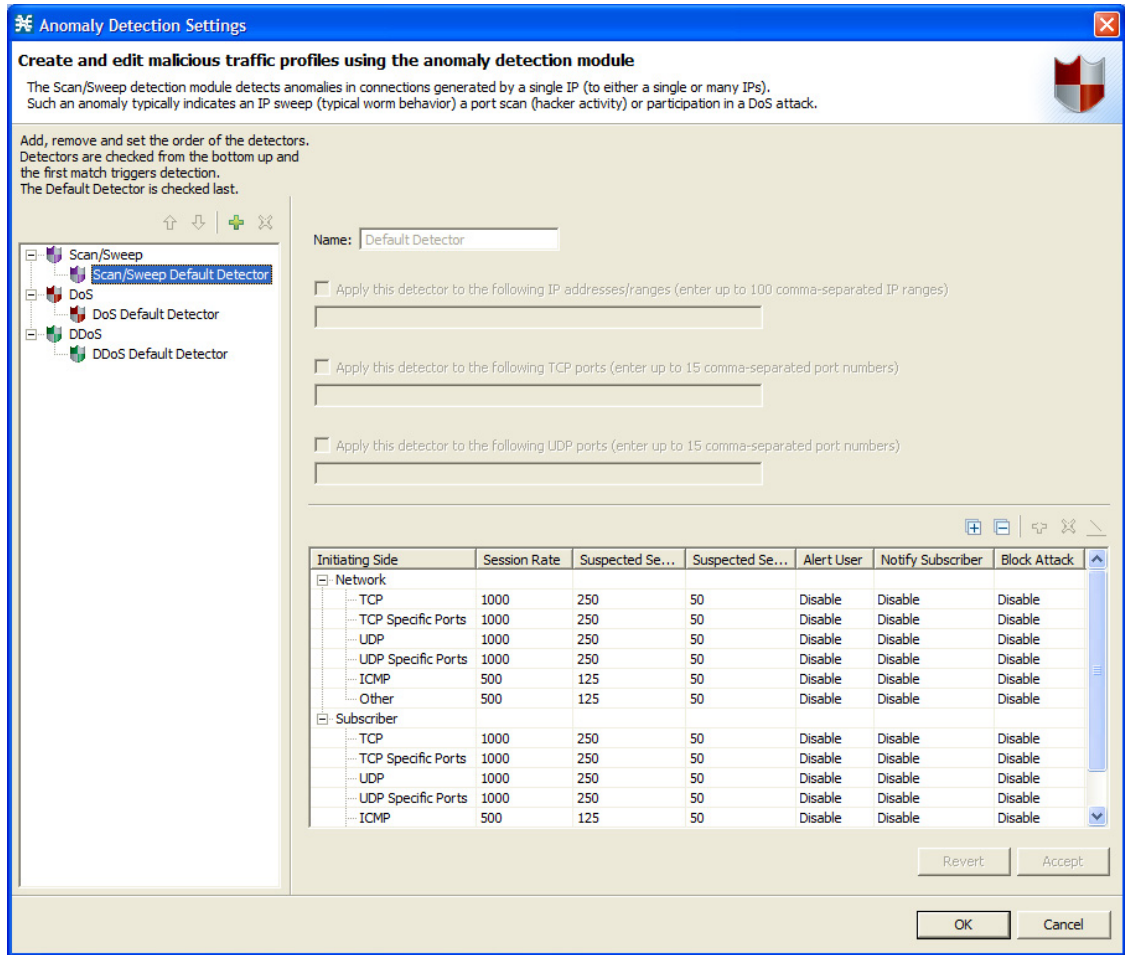 Anomaly Detection Settings
Create and edit malicious traffic profiles using the anomaly detection module
The Scan/Sweep detection module detects anomalies in connections generated by a single IP (to either a single or many IPs).
Such an anomaly typically indicates an IP sweep (typical worm behavior) a port scan (hacker activity) or participation in a DoS attack.
Add, remove and set the order of the detectors.
Detectors are checked from the bottom up and
the first match triggers detection.
The Default Detector is checked last.
Scan/Sweep
Scan/Sweep Default Detector
DoS
DoS Default Detector
DDoS
DDoS Default Detector
Name: Default Detector
Apply this detector to the following IP addresses/ranges (enter up to 100 comma-separated IP ranges)
Apply this detector to the following TCP ports (enter up to 15 comma-separated port numbers)
Apply this detector to the following UDP ports (enter up to 15 comma-separated port numbers)
Initiating Side Session Rate Suspected Se... Suspected Se... Alert User Notify Subscriber Block Attack
Network
TCP 1000 250 50 Disable Disable Disable
TCP Specific Ports 1000 250 50 Disable Disable Disable
UDP 1000 250 50 Disable Disable Disable
UDP Specific Ports 1000 250 50 Disable Disable Disable
ICMP 500 125 50 Disable Disable Disable
Other 500 125 50 Disable Disable Disable
Subscriber
TCP 1000 250 50 Disable Disable Disable
TCP Specific Ports 1000 250 50 Disable Disable Disable
UDP 1000 250 50 Disable Disable Disable
UDP Specific Ports 1000 250 50 Disable Disable Disable
ICMP 500 125 50 Disable Disable Disable
Revert Accept
OK Cancel